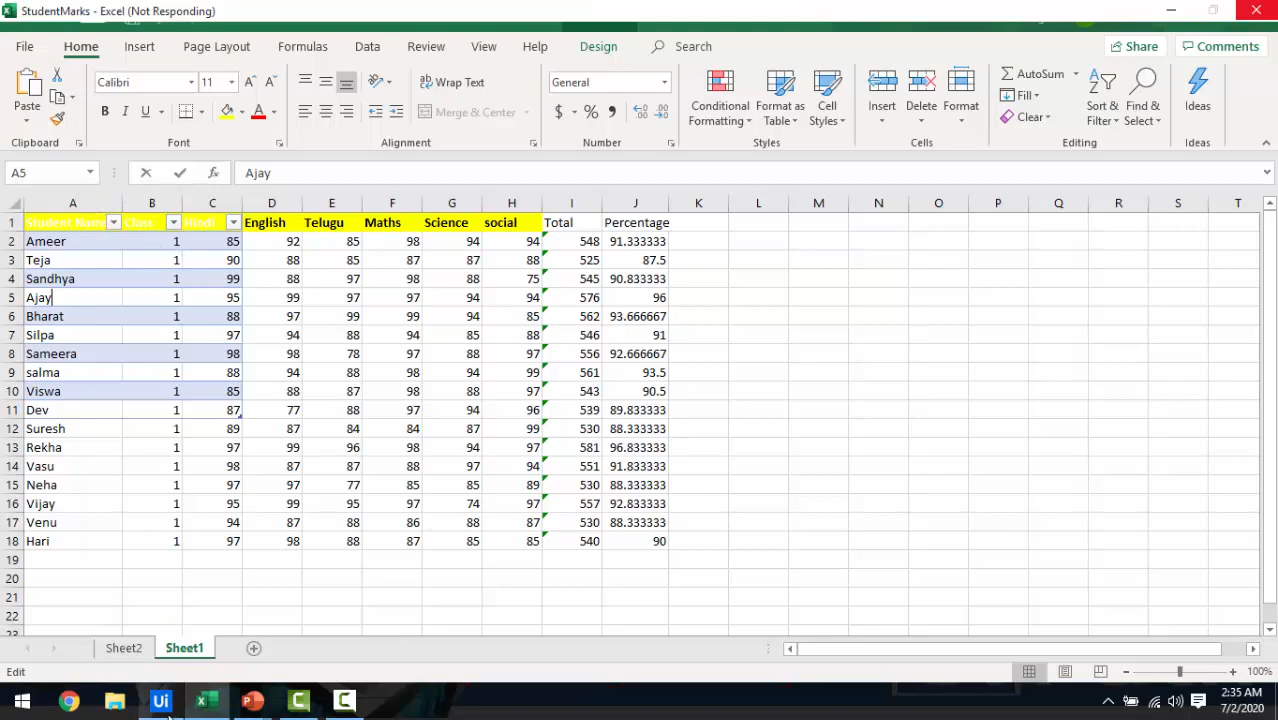 StudentMarks - Excel (Not Responding)
File Home Insert Page Layout Formulas Data Review View Help Design Search Share Comments
Paste Calibri 11 Wrap Text General Conditional Formatting Format as Table Cell Styles Insert Delete Format AutoSum Sort & Filter Find & Select Ideas
B I U Merge & Center $ % Fill Clear
Clipboard Font Alignment Number Styles Cells Editing Ideas
A5 fx Ajay
A B C D E F G H I J K L M N O P Q R S T
1 Student Name Class Hindi English Telugu Maths Science social Total Percentage
2 Ameer 1 85 92 85 98 94 94 548 91.333333
3 Teja 1 90 88 85 87 87 88 525 87.5
4 Sandhya 1 99 88 97 98 88 75 545 90.833333
5 Ajay 1 95 99 97 97 94 94 576 96
6 Bharat 1 88 97 99 99 94 85 562 93.666667
7 Silpa 1 97 94 88 94 85 88 546 91
8 Sameera 1 98 98 78 97 88 97 556 92.666667
9 salma 1 88 94 88 98 94 99 561 93.5
10 Viswa 1 85 88 87 98 88 97 543 90.5
11 Dev 1 87 77 88 97 94 96 539 89.833333
12 Suresh 1 89 87 84 84 87 99 530 88.333333
13 Rekha 1 97 99 96 98 94 97 581 96.833333
14 Vasu 1 98 87 87 88 97 94 551 91.833333
15 Neha 1 97 97 77 85 85 89 530 88.333333
16 Vijay 1 95 99 95 97 74 97 557 92.833333
17 Venu 1 94 87 88 86 88 87 530 88.333333
18 Hari 1 97 98 88 87 85 85 540 90
19
20
21
22
23
Sheet2 Sheet1
Edit 100%
Ui 2:35 AM
7/2/2020